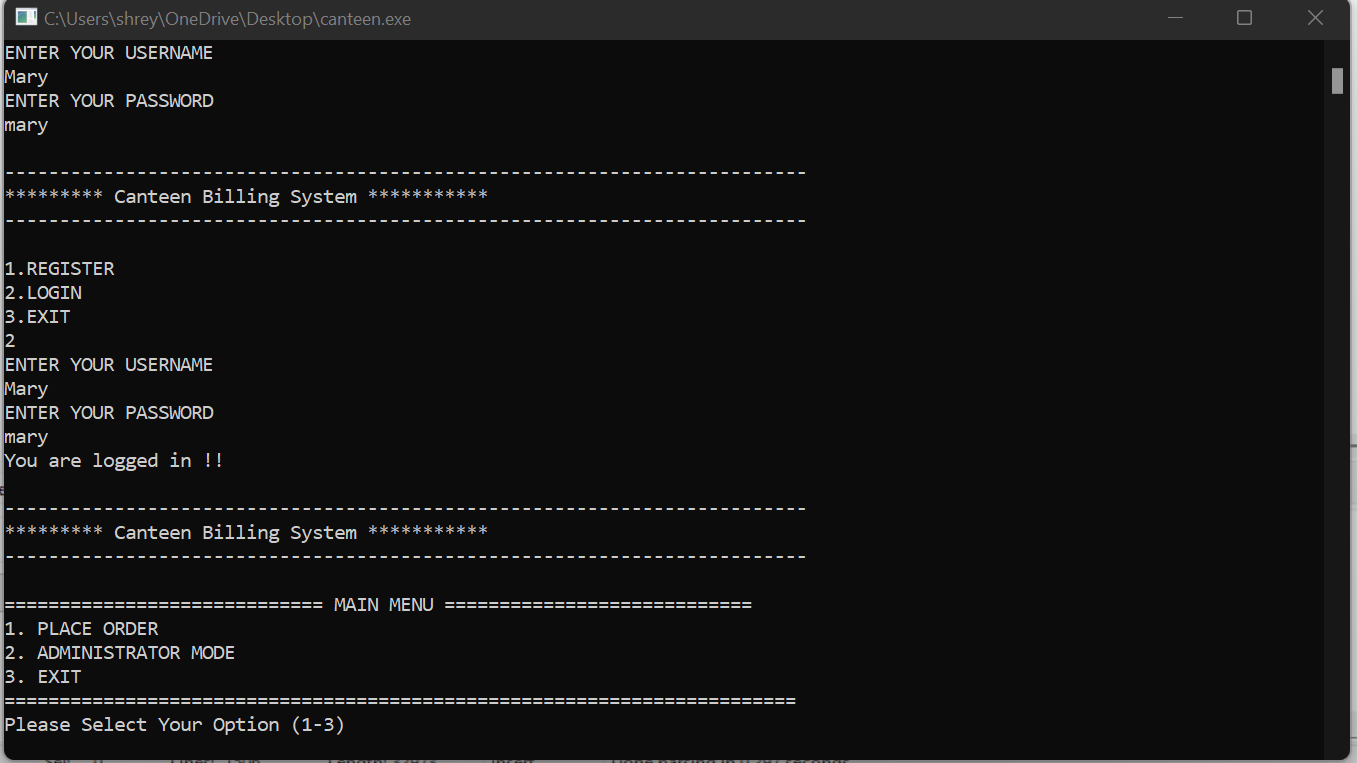 C:\Users\shrey\OneDrive\Desktop\canteen.exe
ENTER YOUR USERNAME
Mary
ENTER YOUR PASSWORD
mary
-------------------------------------------------------------------------
********* Canteen Billing System ***********
-------------------------------------------------------------------------
1.REGISTER
2.LOGIN
3.EXIT
2
ENTER YOUR USERNAME
Mary
ENTER YOUR PASSWORD
mary
You are logged in !!
-------------------------------------------------------------------------
********* Canteen Billing System ***********
-------------------------------------------------------------------------
============================= MAIN MENU ============================
1. PLACE ORDER
2. ADMINISTRATOR MODE
3. EXIT
========================================================================
Please Select Your Option (1-3)